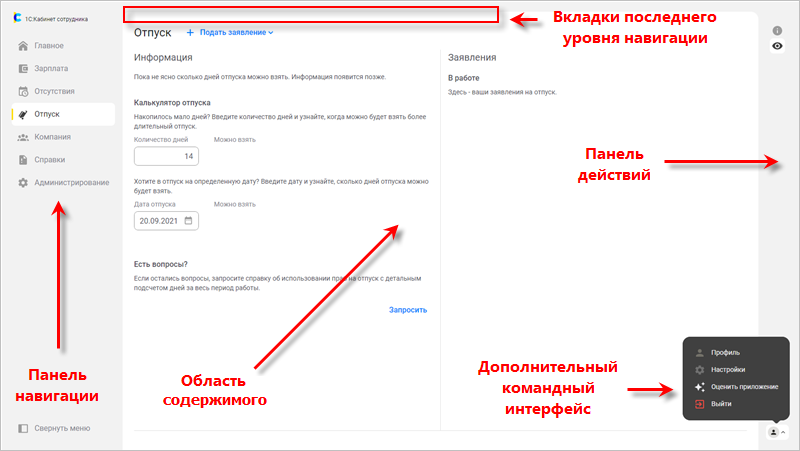 1С:Кабинет сотрудника
Вкладки последнего
уровня навигации
Главное
Зарплата
Отсутствия
Отпуск
Компания
Справки
Администрирование
Панель
навигации
Свернуть меню
Отпуск
+ Подать заявление
Информация
Пока не ясно сколько дней отпуска можно взять. Информация появится позже.
Калькулятор отпуска
Накопилось мало дней? Введите количество дней и узнайте, когда можно будет взять более
длительный отпуск.
Количество дней Можно взять
14
Хотите в отпуск на определенную дату? Введите дату и узнайте, сколько дней отпуска можно
будет взять.
Дата отпуска Можно взять
20.09.2021
Есть вопросы?
Если остались вопросы, запросите справку об использовании прав на отпуск с детальным
подсчетом дней за весь период работы.
Запросить
Область
содержимого
Заявления
В работе
Здесь - ваши заявления на отпуск.
Панель
действий
Дополнительный
командный
интерфейс
Профиль
Настройки
Оценить приложение
Выйти